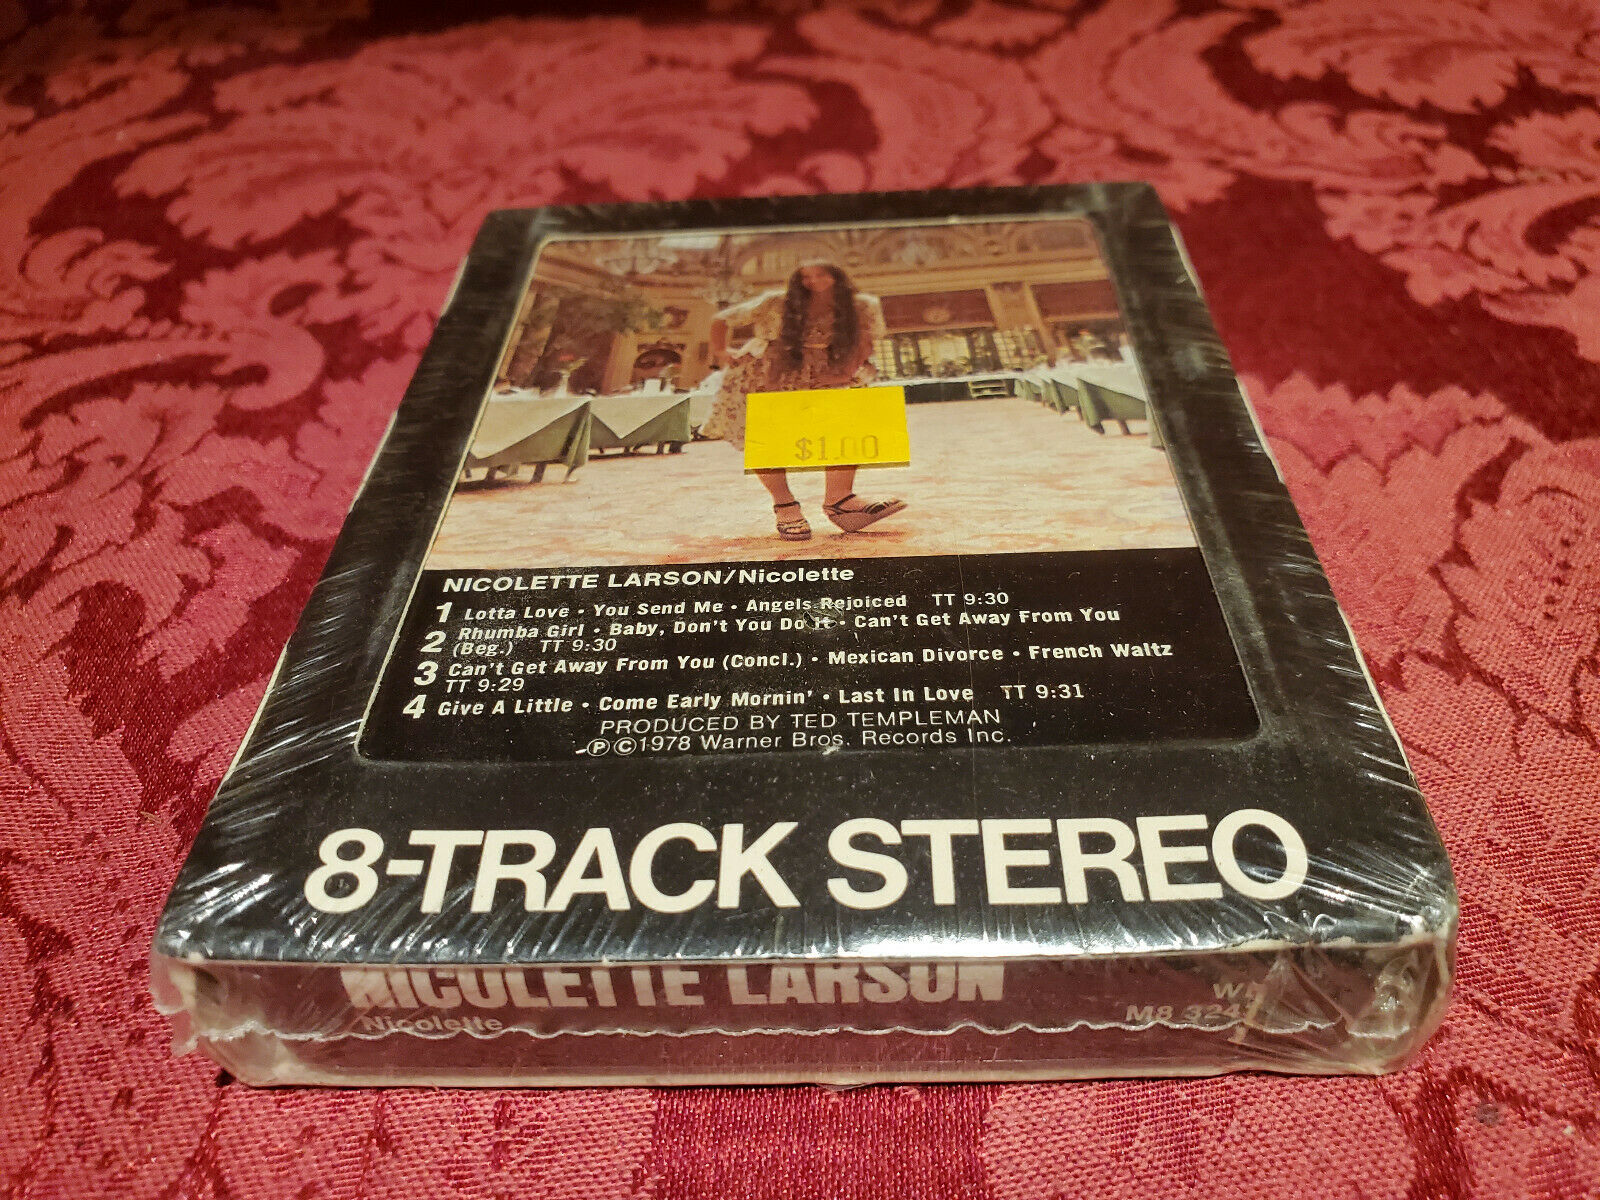 $1.00
NICOLETTE LARSON/Nicolette
1 Lotta Love • You Send Me • Angels Rejoiced TT 9:30
2 Rhumba Girl • Baby, Don't You Do It • Can't Get Away From You
(Beg.) TT 9:30
3 Can't Get Away From You (Concl.) • Mexican Divorce • French Waltz
TT 9:29
4 Give A Little • Come Early Mornin' • Last In Love TT 9:31
PRODUCED BY TED TEMPLEMAN
℗©1978 Warner Bros. Records Inc.
8-TRACK STEREO
NICOLETTE LARSON
Nicolette
M8